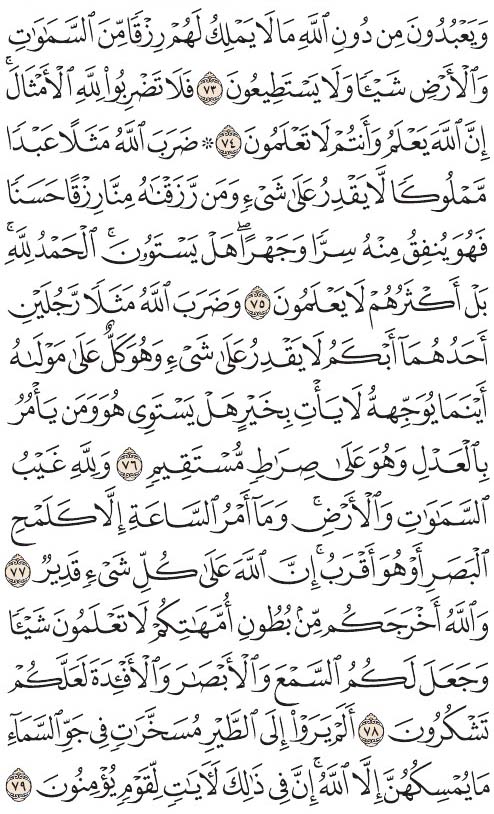 وَيَعْبُدُونَ مِن دُونِ ٱللَّهِ مَا لَا يَمْلِكُ لَهُمْ رِزْقًا مِّنَ ٱلسَّمَٰوَٰتِ
وَٱلْأَرْضِ شَيْـًٔا وَلَا يَسْتَطِيعُونَ ٧٣ فَلَا تَضْرِبُوا۟ لِلَّهِ ٱلْأَمْثَالَ ۚ
إِنَّ ٱللَّهَ يَعْلَمُ وَأَنتُمْ لَا تَعْلَمُونَ ٧٤ ۞ ضَرَبَ ٱللَّهُ مَثَلًا عَبْدًا
مَّمْلُوكًا لَّا يَقْدِرُ عَلَىٰ شَىْءٍ وَمَن رَّزَقْنَٰهُ مِنَّا رِزْقًا حَسَنًا
فَهُوَ يُنفِقُ مِنْهُ سِرًّا وَجَهْرًا ۖ هَلْ يَسْتَوُۥنَ ۚ ٱلْحَمْدُ لِلَّهِ ۚ
بَلْ أَكْثَرُهُمْ لَا يَعْلَمُونَ ٧٥ وَضَرَبَ ٱللَّهُ مَثَلًا رَّجُلَيْنِ
أَحَدُهُمَآ أَبْكَمُ لَا يَقْدِرُ عَلَىٰ شَىْءٍ وَهُوَ كَلٌّ عَلَىٰ مَوْلَىٰهُ
أَيْنَمَا يُوَجِّههُّ لَا يَأْتِ بِخَيْرٍ هَلْ يَسْتَوِى هُوَ وَمَن يَأْمُرُ
بِٱلْعَدْلِ وَهُوَ عَلَىٰ صِرَٰطٍ مُّسْتَقِيمٍ ٧٦ وَلِلَّهِ غَيْبُ
ٱلسَّمَٰوَٰتِ وَٱلْأَرْضِ ۚ وَمَآ أَمْرُ ٱلسَّاعَةِ إِلَّا كَلَمْحِ
ٱلْبَصَرِ أَوْ هُوَ أَقْرَبُ ۚ إِنَّ ٱللَّهَ عَلَىٰ كُلِّ شَىْءٍ قَدِيرٌ ٧٧
وَٱللَّهُ أَخْرَجَكُم مِّنۢ بُطُونِ أُمَّهَٰتِكُمْ لَا تَعْلَمُونَ شَيْـًٔا
وَجَعَلَ لَكُمُ ٱلسَّمْعَ وَٱلْأَبْصَٰرَ وَٱلْأَفْـِٔدَةَ لَعَلَّكُمْ
تَشْكُرُونَ ٧٨ أَلَمْ يَرَوْا۟ إِلَى ٱلطَّيْرِ مُسَخَّرَٰتٍ فِى جَوِّ ٱلسَّمَآءِ
مَا يُمْسِكُهُنَّ إِلَّا ٱللَّهُ ۗ إِنَّ فِى ذَٰلِكَ لَءَايَٰتٍ لِّقَوْمٍ يُؤْمِنُونَ ٧٩